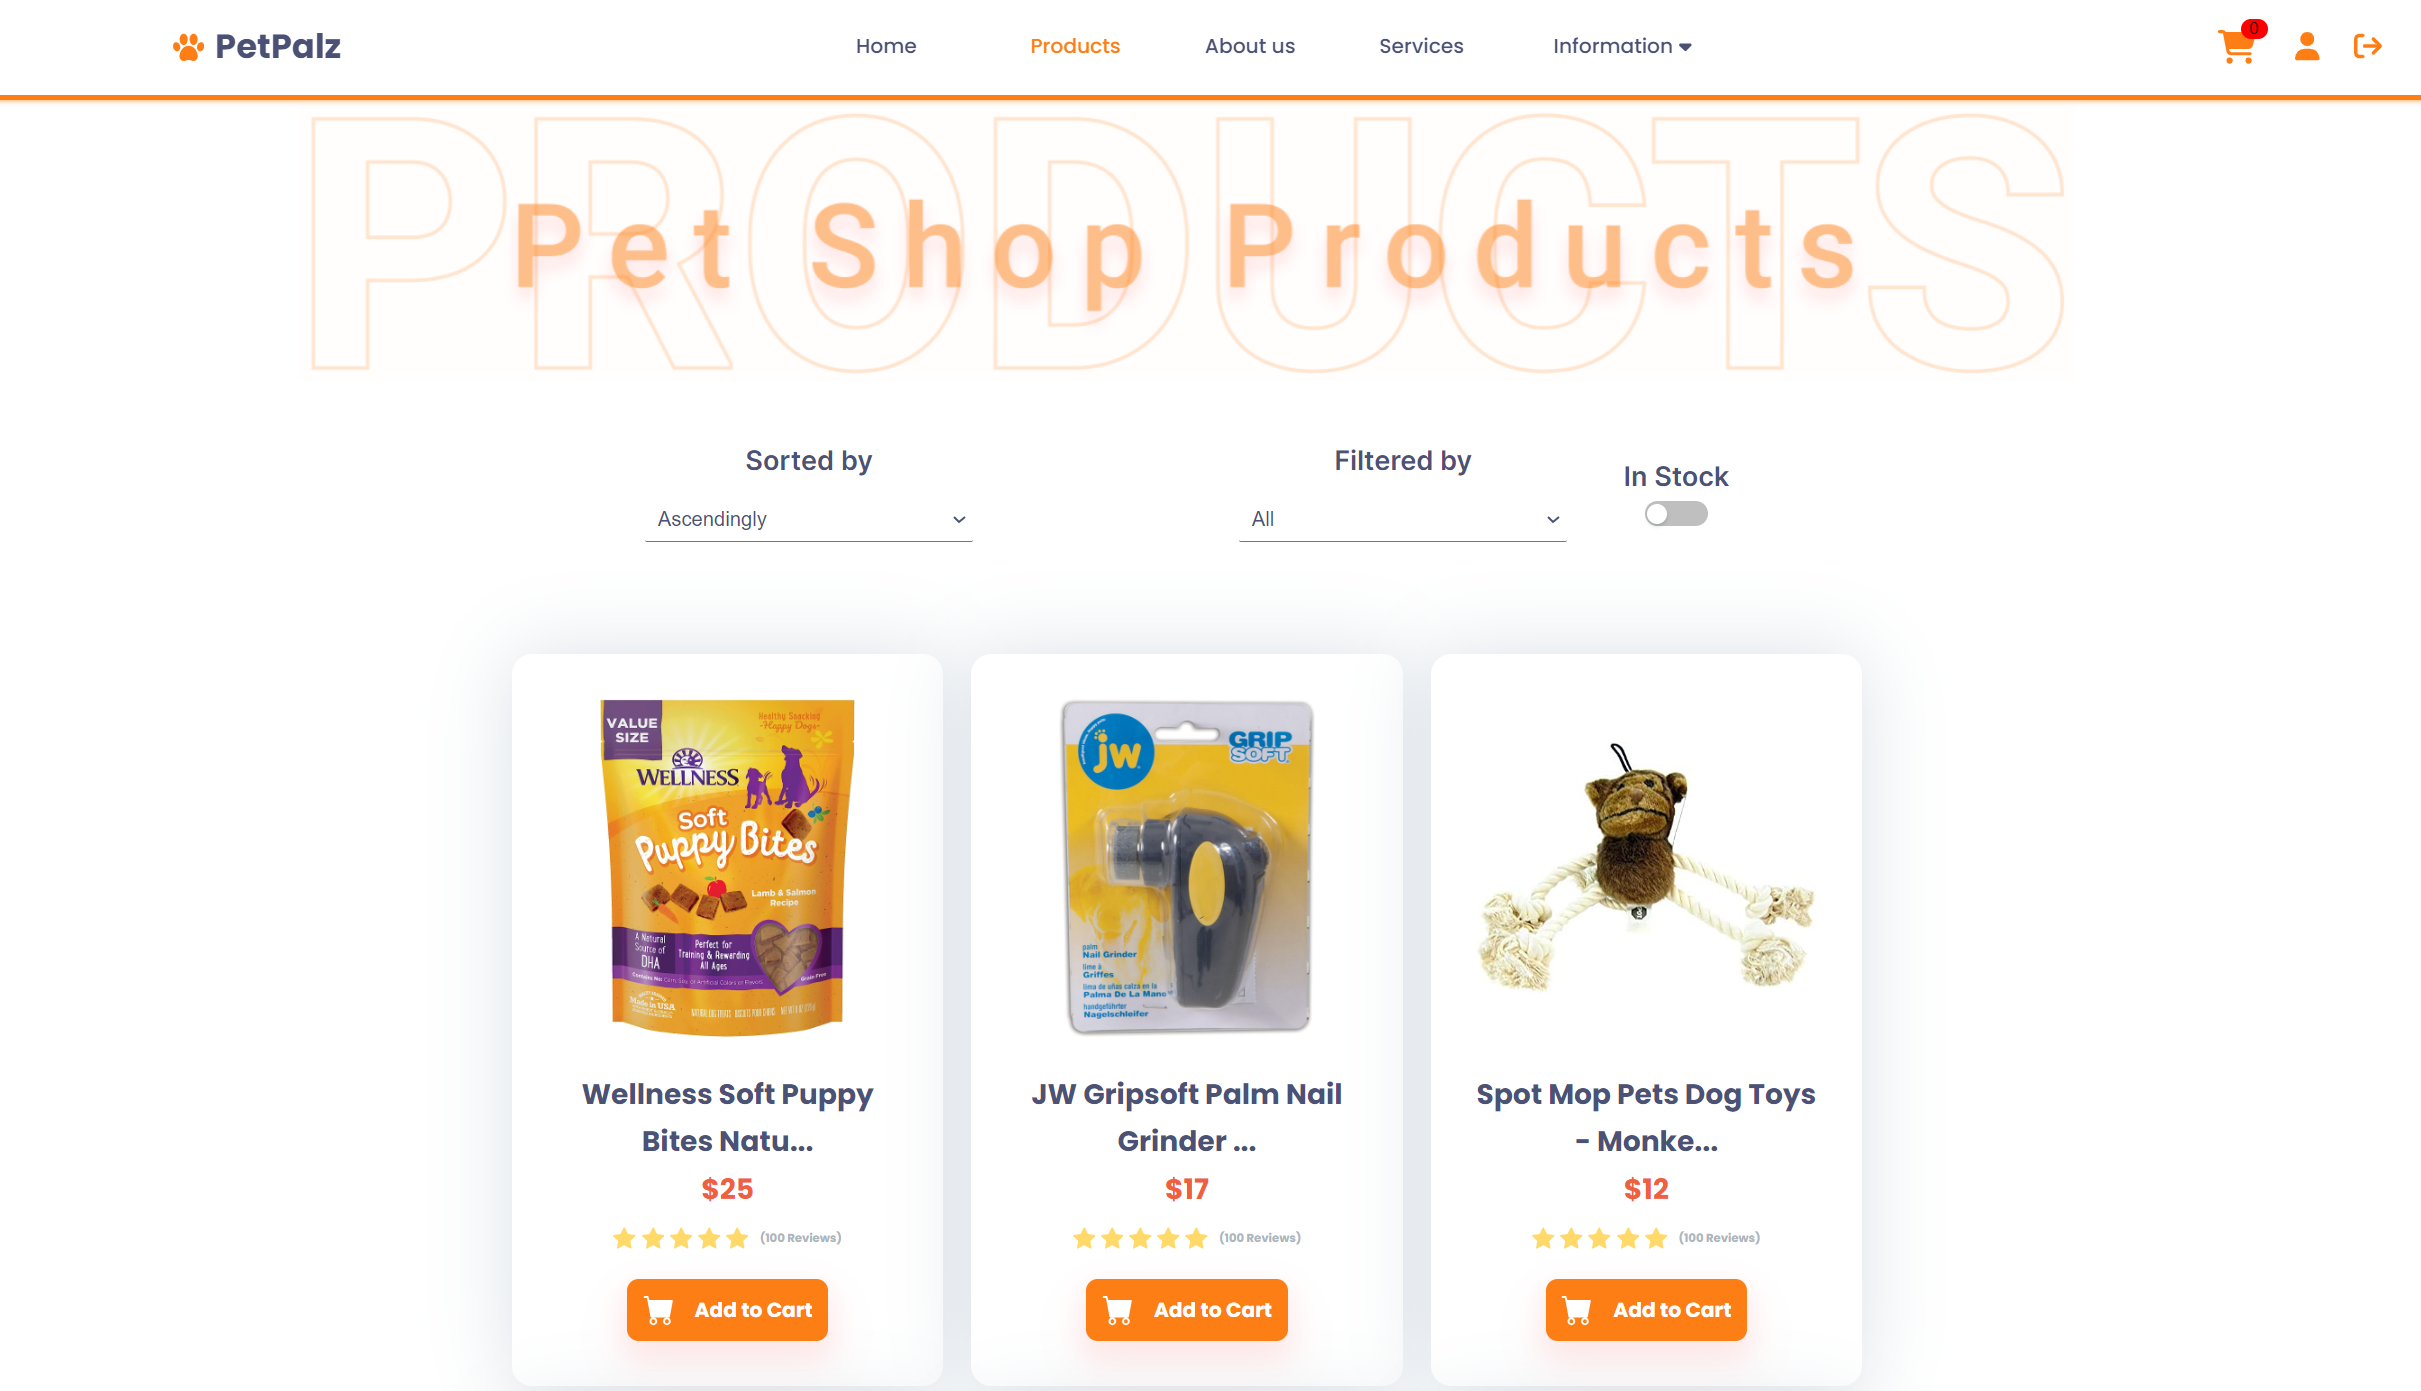 PetPalz
Home
Products
About us
Services
Information
0
PRODUCTS
Pet Shop Products
Sorted by
Ascendingly
Filtered by
All
In Stock
VALUE
SIZE
Healthy Snacking
~Happy Dogs~
WELLNESS
Soft
Puppy Bites
Lamb & Salmon
Recipe
A Natural
Source of
DHA
Perfect for
Training & Rewarding
All Ages
Grain Free
Made in USA
jw
GRIP
SOFT
palm
Nail Grinder
lime à
Griffes
lima de uñas calza en la
Palma De La Mano
handgeführter
Nagelschleifer
Wellness Soft Puppy
Bites Natu...
$25
(100 Reviews)
Add to Cart
JW Gripsoft Palm Nail
Grinder ...
$17
(100 Reviews)
Add to Cart
Spot Mop Pets Dog Toys
- Monke...
$12
(100 Reviews)
Add to Cart